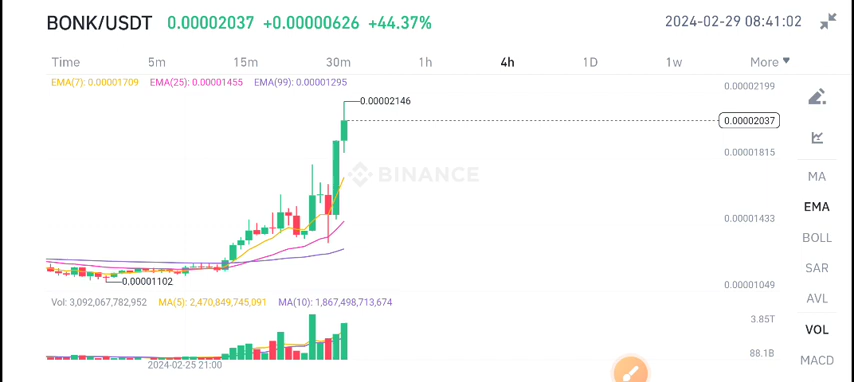 BONK/USDT 0.00002037 +0.00000626 +44.37% 2024-02-29 08:41:02
Time 5m 15m 30m 1h 4h 1D 1w More
EMA(7): 0.00001709 EMA(25): 0.00001455 EMA(99): 0.00001295
0.00002199
0.00002146
0.00002037
0.00001815
BINANCE
MA
EMA
0.00001433
BOLL
SAR
0.00001102
0.00001049
AVL
Vol: 3,092,067,782,952 MA(5): 2,470,849,745,091 MA(10): 1,867,498,713,674
3.85T
VOL
88.1B
MACD
2024-02-25 21:00